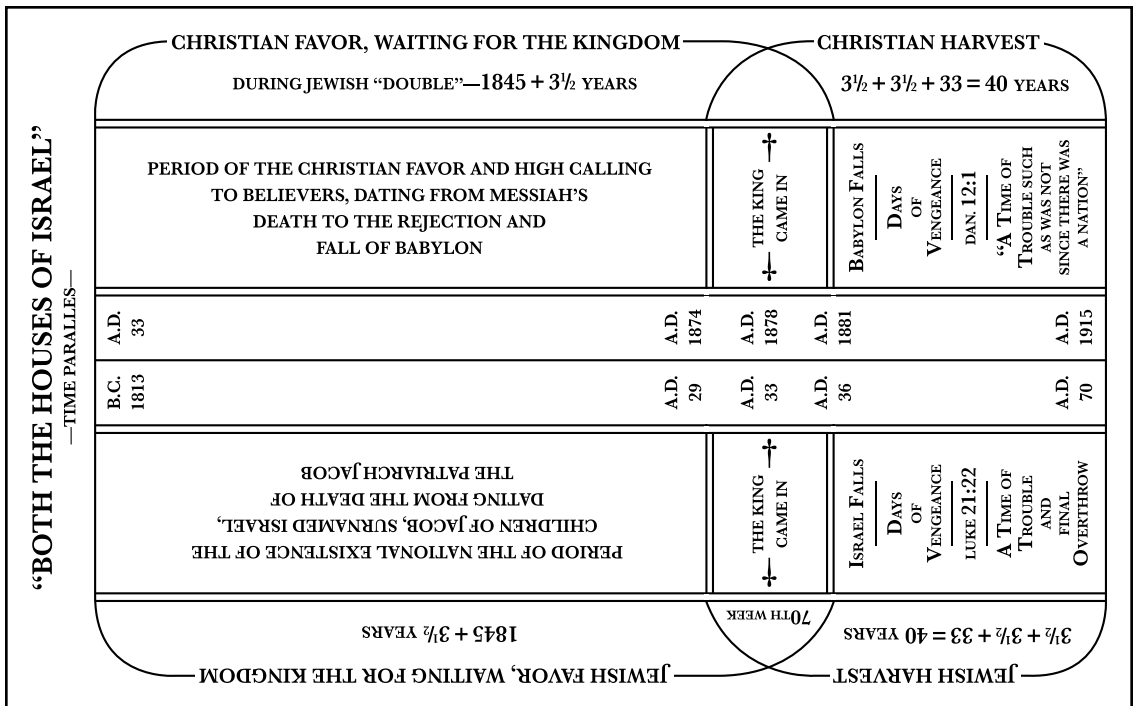 “BOTH THE HOUSES OF ISRAEL”
—TIME PARALLES—
CHRISTIAN FAVOR, WAITING FOR THE KINGDOM
DURING JEWISH “DOUBLE”—1845 + 3½ YEARS
CHRISTIAN HARVEST
3½ + 3½ + 33 = 40 YEARS
PERIOD OF THE CHRISTIAN FAVOR AND HIGH CALLING
TO BELIEVERS, DATING FROM MESSIAH’S
DEATH TO THE REJECTION AND
FALL OF BABYLON
THE KING
CAME IN
BABYLON FALLS
DAYS
OF
VENGEANCE
DAN. 12:1
“A TIME OF
TROUBLE SUCH
AS WAS NOT
SINCE THERE WAS
A NATION”
A.D.
33
A.D.
1874
A.D.
1878
A.D.
1881
A.D.
1915
B.C.
1813
A.D.
29
A.D.
33
A.D.
36
A.D.
70
PERIOD OF THE NATIONAL EXISTENCE OF THE
CHILDREN OF JACOB, SURNAMED ISRAEL,
DATING FROM THE DEATH OF
THE PATRIARCH JACOB
THE KING
CAME IN
ISRAEL FALLS
DAYS
OF
VENGEANCE
LUKE 21:22
A TIME OF
TROUBLE
AND
FINAL
OVERTHROW
70TH WEEK
JEWISH FAVOR, WAITING FOR THE KINGDOM
1845 + 3½ YEARS
JEWISH HARVEST
3½ + 3½ + 33 = 40 YEARS